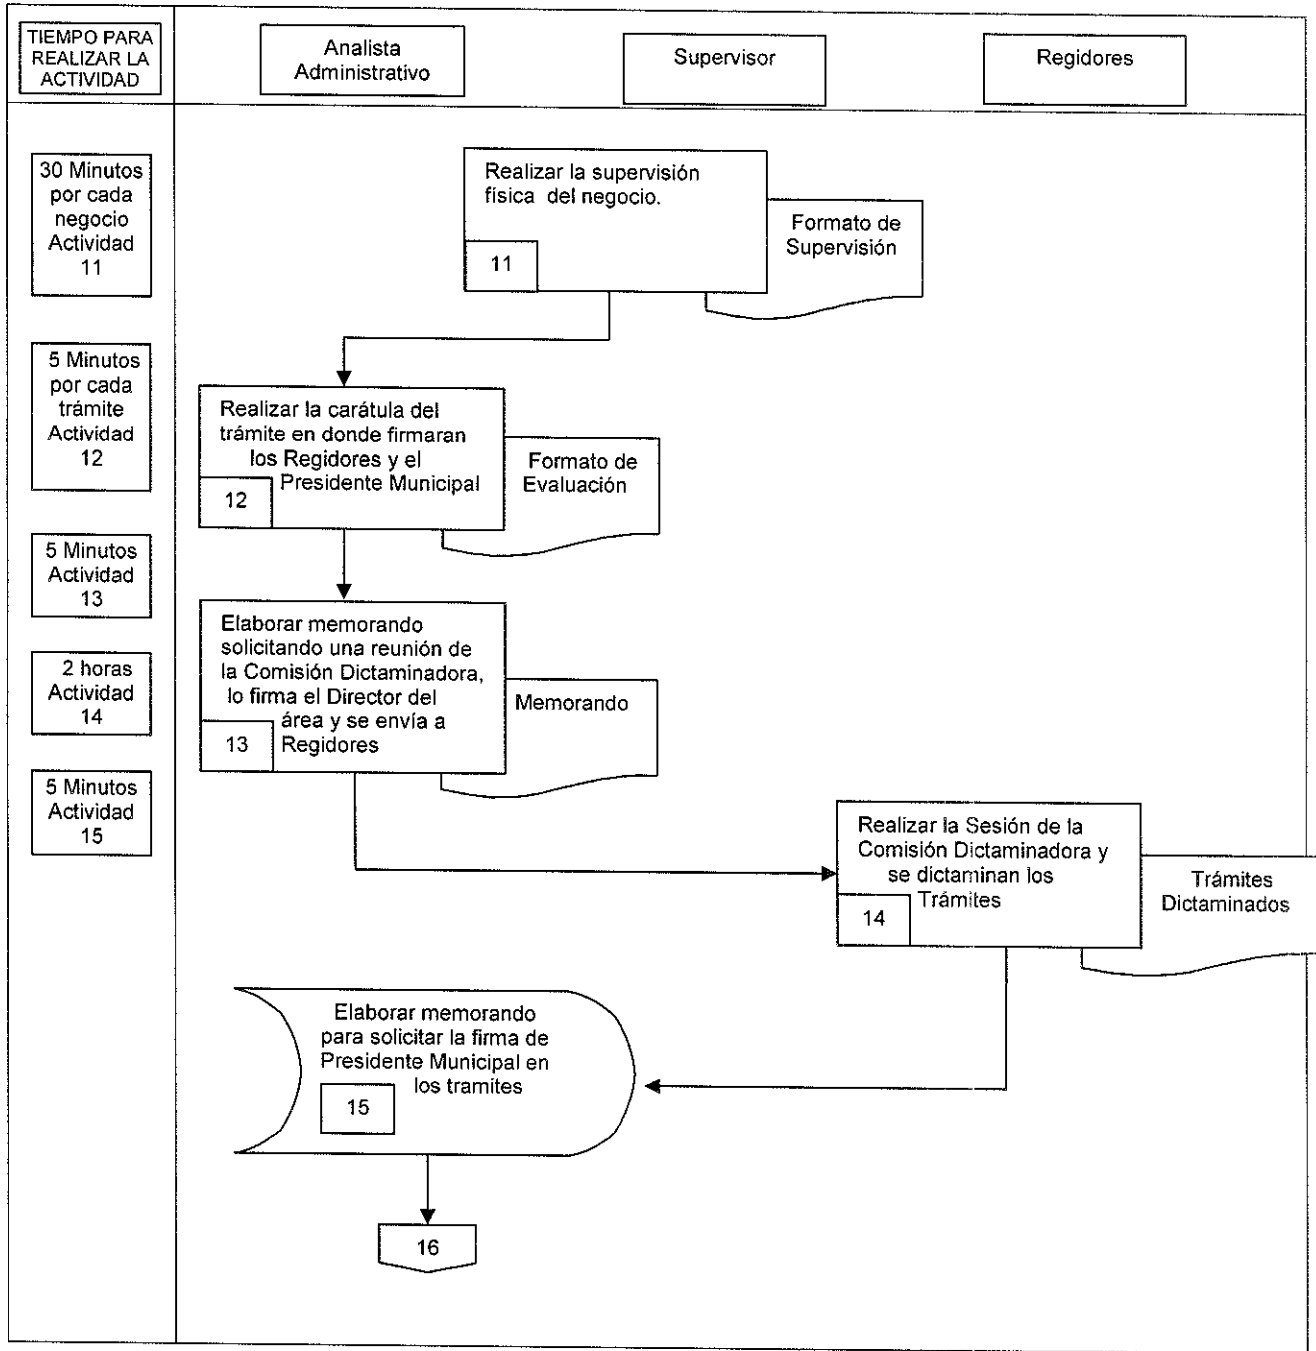 TIEMPO PARA
REALIZAR LA
ACTIVIDAD
Analista
Administrativo
Supervisor
Regidores
30 Minutos
por cada
negocio
Actividad
11
Realizar la supervisión
física del negocio.
11
Formato de
Supervisión
5 Minutos
por cada
trámite
Actividad
12
Realizar la carátula del
trámite en donde firmaran
los Regidores y el
Presidente Municipal
12
Formato de
Evaluación
5 Minutos
Actividad
13
Elaborar memorando
solicitando una reunión de
la Comisión Dictaminadora,
lo firma el Director del
área y se envía a
Regidores
13
Memorando
2 horas
Actividad
14
5 Minutos
Actividad
15
Realizar la Sesión de la
Comisión Dictaminadora y
se dictaminan los
Trámites
14
Trámites
Dictaminados
Elaborar memorando
para solicitar la firma de
Presidente Municipal en
los tramites
15
16